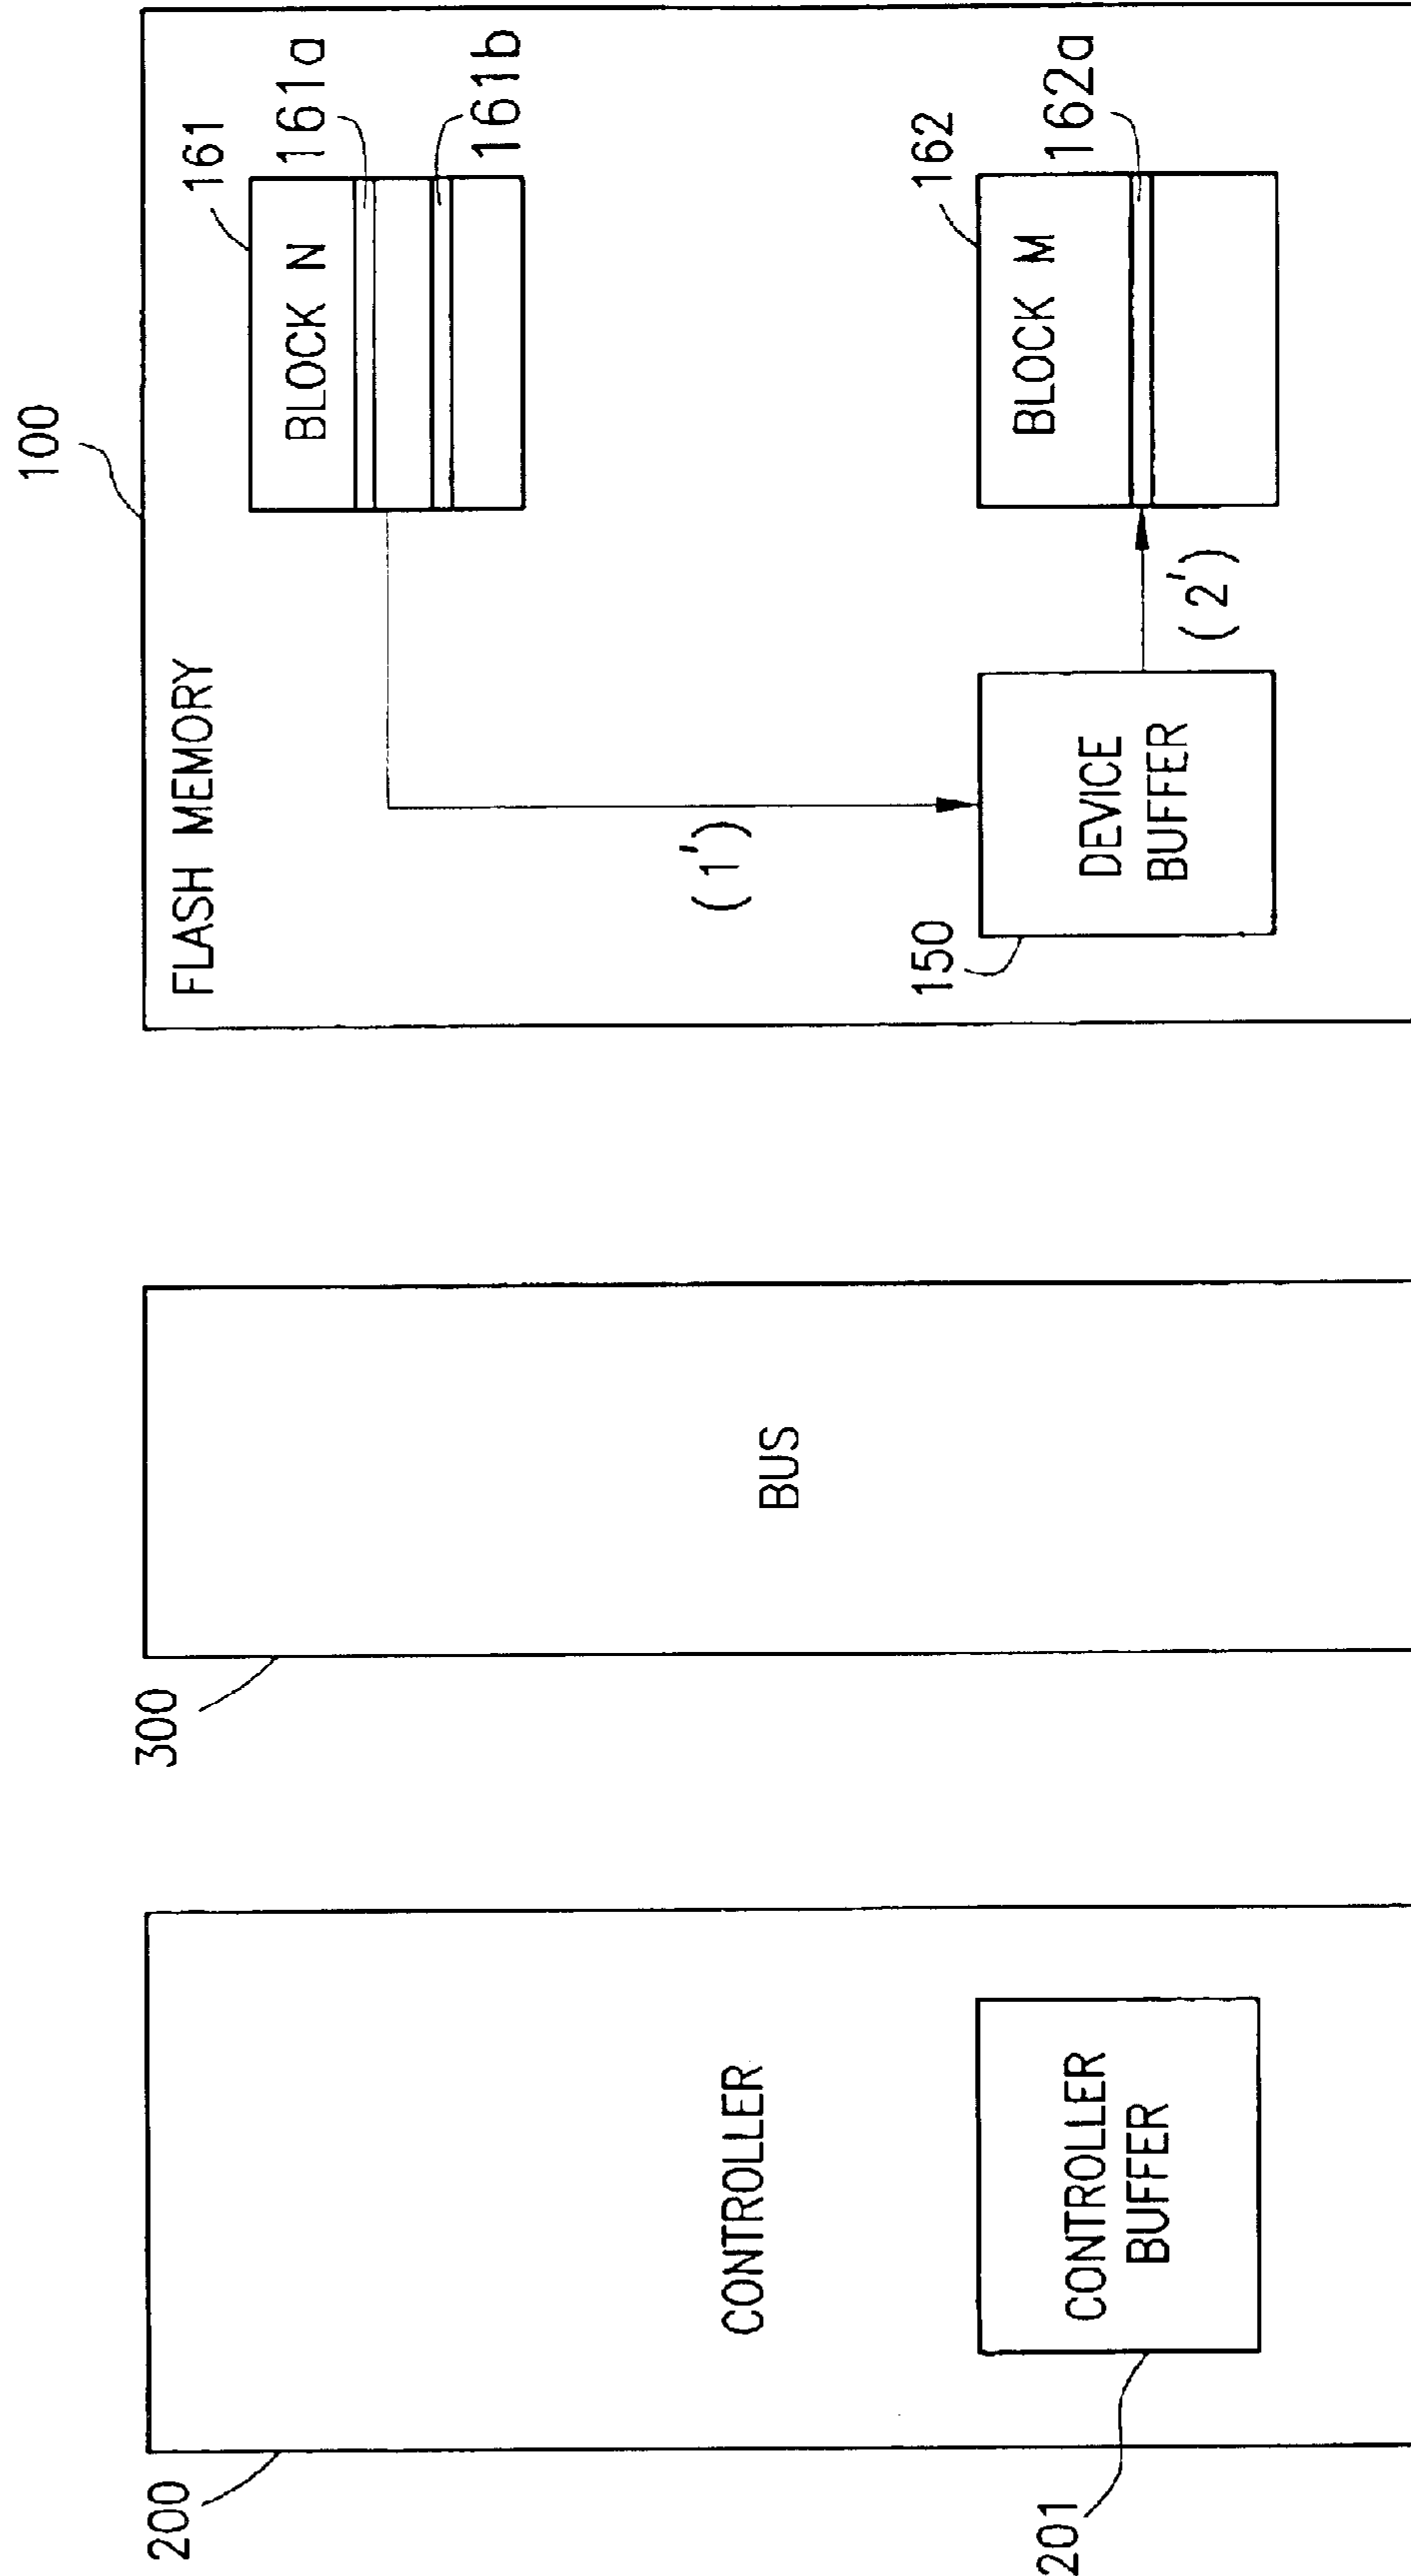 100
FLASH MEMORY
BLOCK N
161
161a
161b
(1')
150
DEVICE
BUFFER
(2')
BLOCK M
162
162a
300
BUS
200
CONTROLLER
201
CONTROLLER
BUFFER